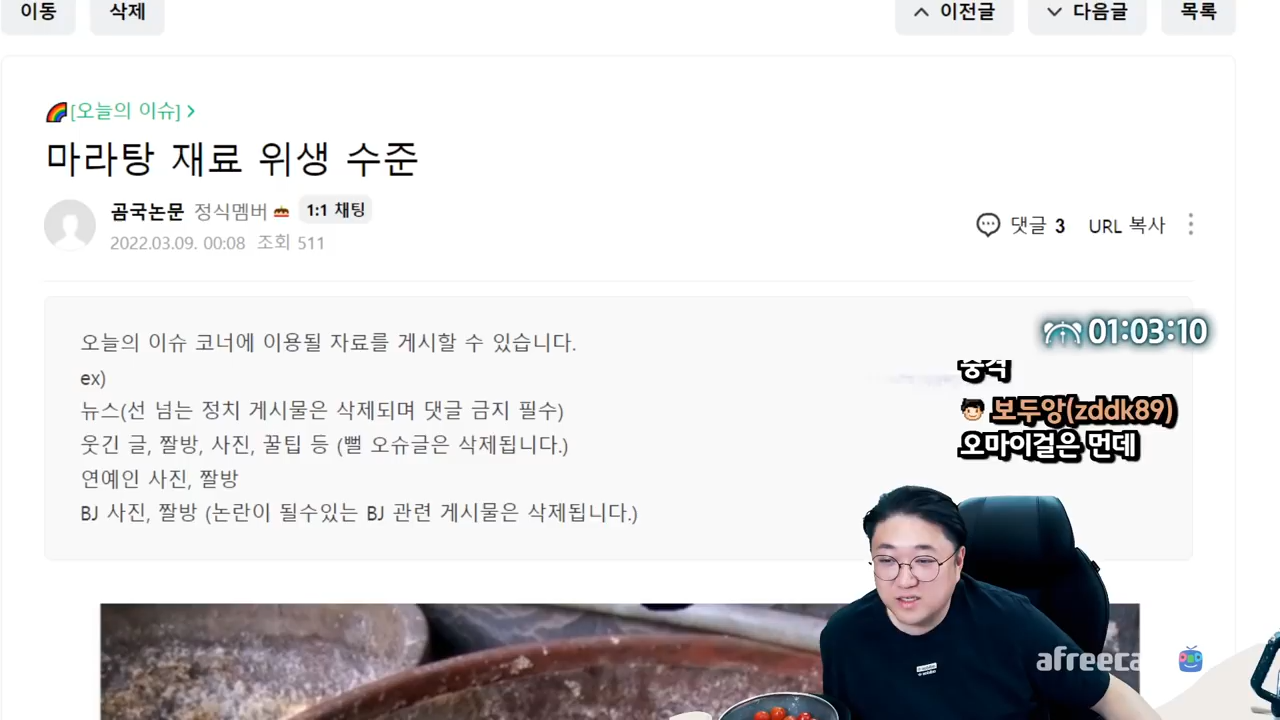 이동
삭제
이전글
다음글
목록
[오늘의 이슈]
마라탕 재료 위생 수준
곰국논문 정식멤버 1:1 채팅
2022.03.09. 00:08 조회 511
댓글 3 URL 복사
오늘의 이슈 코너에 이용될 자료를 게시할 수 있습니다.
ex)
뉴스(선 넘는 정치 게시물은 삭제되며 댓글 금지 필수)
웃긴 글, 짤방, 사진, 꿀팁 등 (뻘 오슈글은 삭제됩니다.)
연예인 사진, 짤방
BJ 사진, 짤방 (논란이 될수있는 BJ 관련 게시물은 삭제됩니다.)
01:03:10
충격
보두앙(zddk89)
오마이걸은 먼데
afreeca